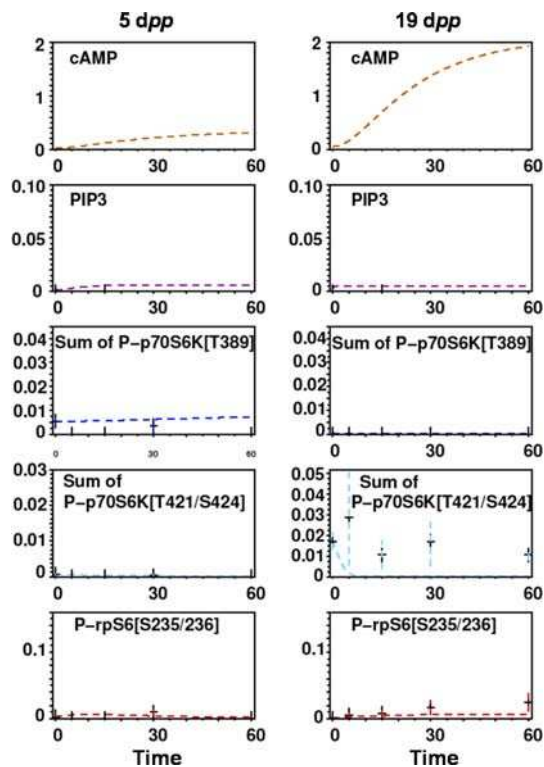 5 dpp 19 dpp
2 cAMP 2 cAMP
1 1
0 0
0 30 60 0 30 60
0.10 PIP3 0.10 PIP3
0.05 0.05
0 0
0 30 60 0 30 60
0.04 Sum of P–p70S6K[T389] 0.04 Sum of P–p70S6K[T389]
0.03 0.03
0.02 0.02
0.01 0.01
0 0
0 30 60 0 30 60
0.03 Sum of 0.05 Sum of
P–p70S6K[T421/S424] 0.04 P–p70S6K[T421/S424]
0.02 0.03
0.01 0.02
0.01
0 0
0 30 60 0 30 60
P–rpS6[S235/236] P–rpS6[S235/236]
0.1 0.1
0 0
0 30 60 0 30 60
Time Time